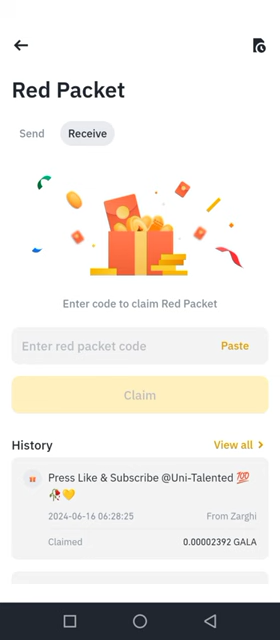 Red Packet
Send Receive
Enter code to claim Red Packet
Enter red packet code Paste
Claim
History View all
Press Like & Subscribe @Uni-Talented 💯
🥀💛
2024-06-16 06:28:25 From Zarghi
Claimed 0.00002392 GALA